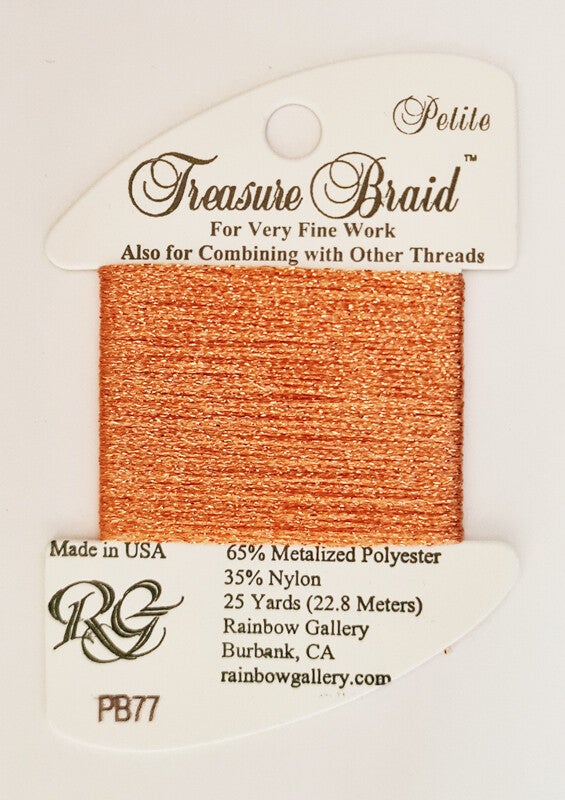 Petite
Treasure Braid™
For Very Fine Work
Also for Combining with Other Threads
Made in USA
65% Metalized Polyester
35% Nylon
25 Yards (22.8 Meters)
Rainbow Gallery
Burbank, CA
rainbowgallery.com
RG
PB77